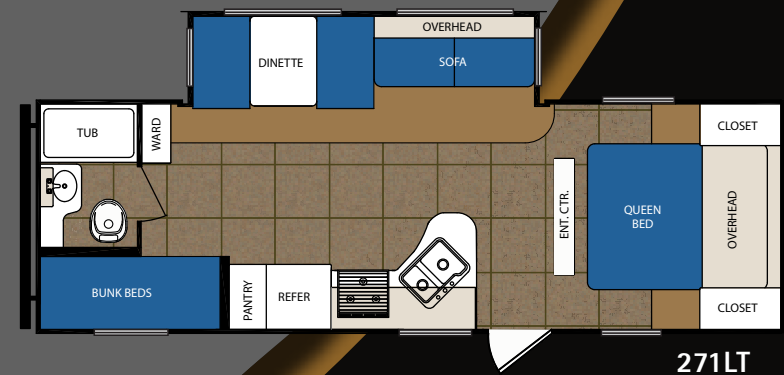 OVERHEAD
DINETTE
SOFA
TUB
WARD
CLOSET
ENT. CTR.
QUEEN
BED
OVERHEAD
BUNK BEDS
PANTRY
REFER
CLOSET
271LT